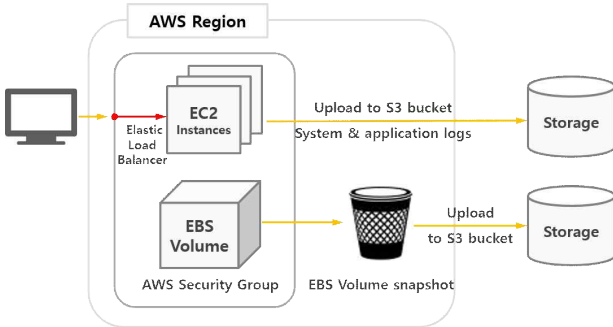 AWS Region
EC2
Instances
Elastic
Load
Balancer
Upload to S3 bucket
System & application logs
Storage
EBS
Volume
AWS Security Group
EBS Volume snapshot
Upload
to S3 bucket
Storage